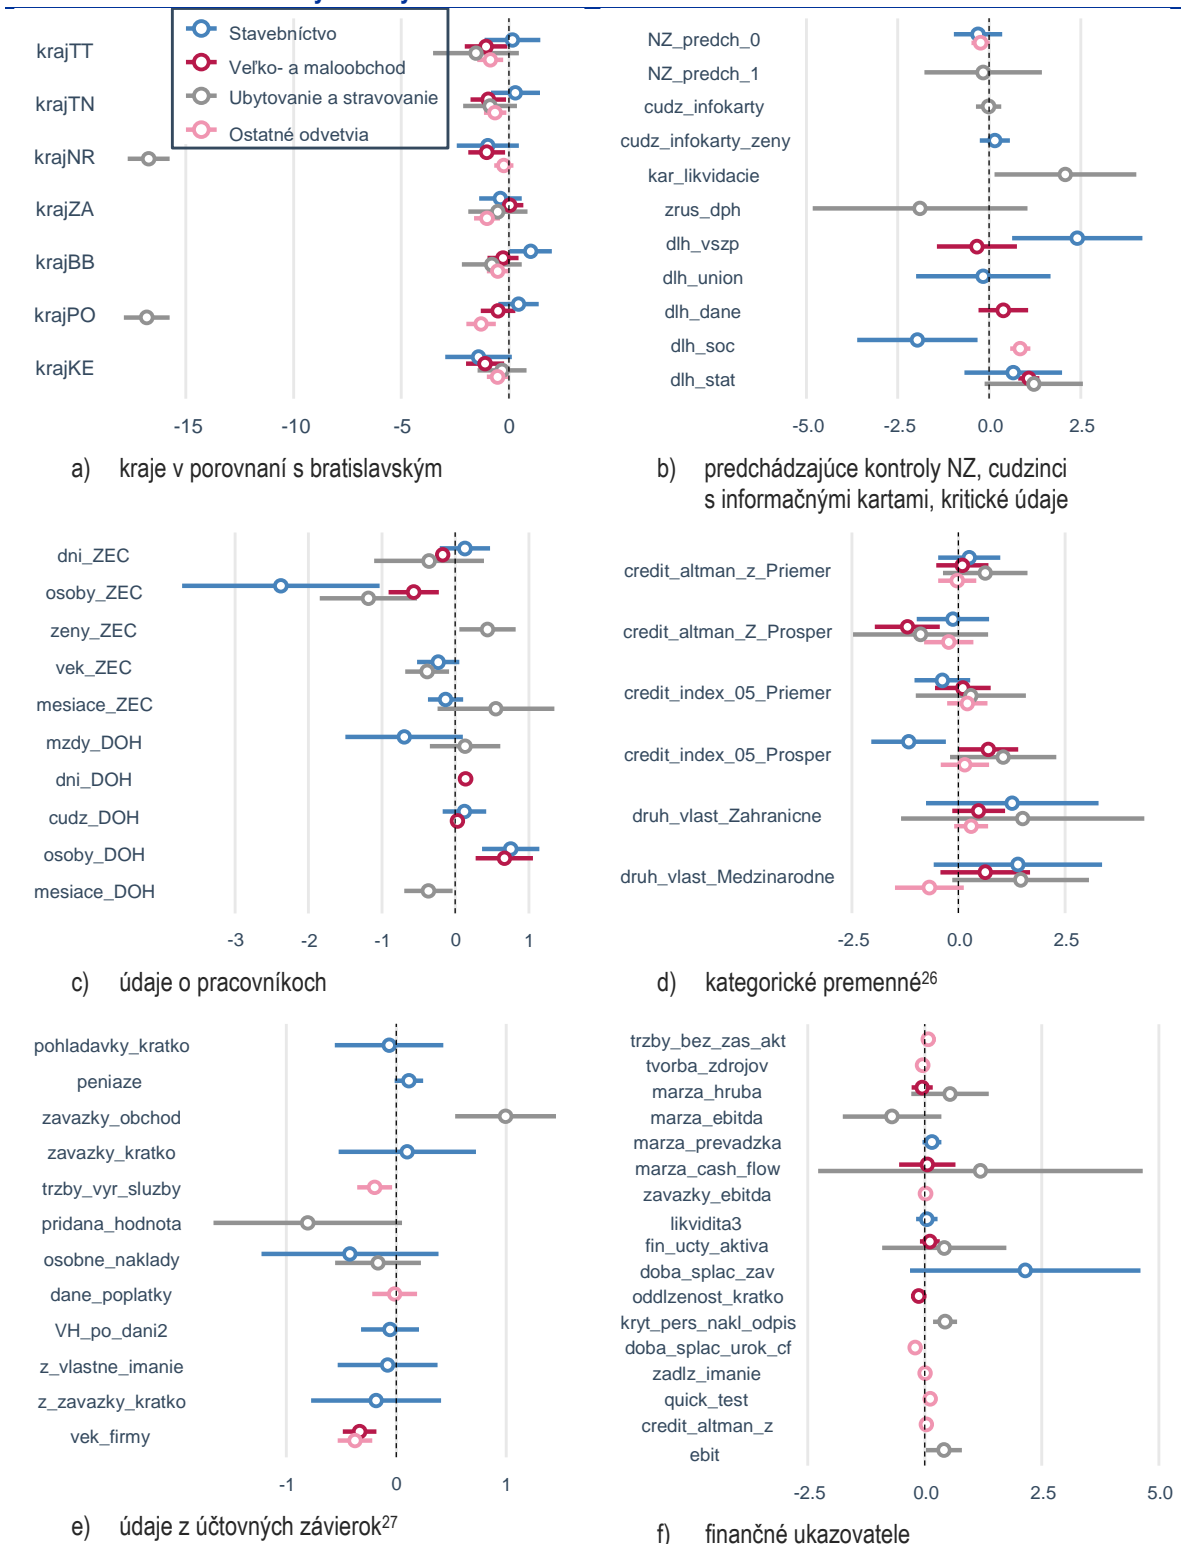 Stavebníctvo
Veľko- a maloobchod
Ubytovanie a stravovanie
Ostatné odvetvia
krajTT
krajTN
krajNR
krajZA
krajBB
krajPO
krajKE
-15
-10
-5
0
a) kraje v porovnaní s bratislavským
NZ_predch_0
NZ_predch_1
cudz_infokarty
cudz_infokarty_zeny
kar_likvidacie
zrus_dph
dlh_vszp
dlh_union
dlh_dane
dlh_soc
dlh_stat
-5.0
-2.5
0.0
2.5
b) predchádzajúce kontroly NZ, cudzinci
s informačnými kartami, kritické údaje
dni_ZEC
osoby_ZEC
zeny_ZEC
vek_ZEC
mesiace_ZEC
mzdy_DOH
dni_DOH
cudz_DOH
osoby_DOH
mesiace_DOH
-3
-2
-1
0
1
c) údaje o pracovníkoch
credit_altman_z_Priemer
credit_altman_Z_Prosper
credit_index_05_Priemer
credit_index_05_Prosper
druh_vlast_Zahranicne
druh_vlast_Medzinarodne
-2.5
0.0
2.5
d) kategorické premenné26
pohladavky_kratko
peniaze
zavazky_obchod
zavazky_kratko
trzby_vyr_sluzby
pridana_hodnota
osobne_naklady
dane_poplatky
VH_po_dani2
z_vlastne_imanie
z_zavazky_kratko
vek_firmy
-1
0
1
e) údaje z účtovných závierok27
trzby_bez_zas_akt
tvorba_zdrojov
marza_hruba
marza_ebitda
marza_prevadzka
marza_cash_flow
zavazky_ebitda
likvidita3
fin_ucty_aktiva
doba_splac_zav
oddlzenost_kratko
kryt_pers_nakl_odpis
doba_splac_urok_cf
zadlz_imanie
quick_test
credit_altman_z
ebit
-2.5
0.0
2.5
5.0
f) finančné ukazovatele